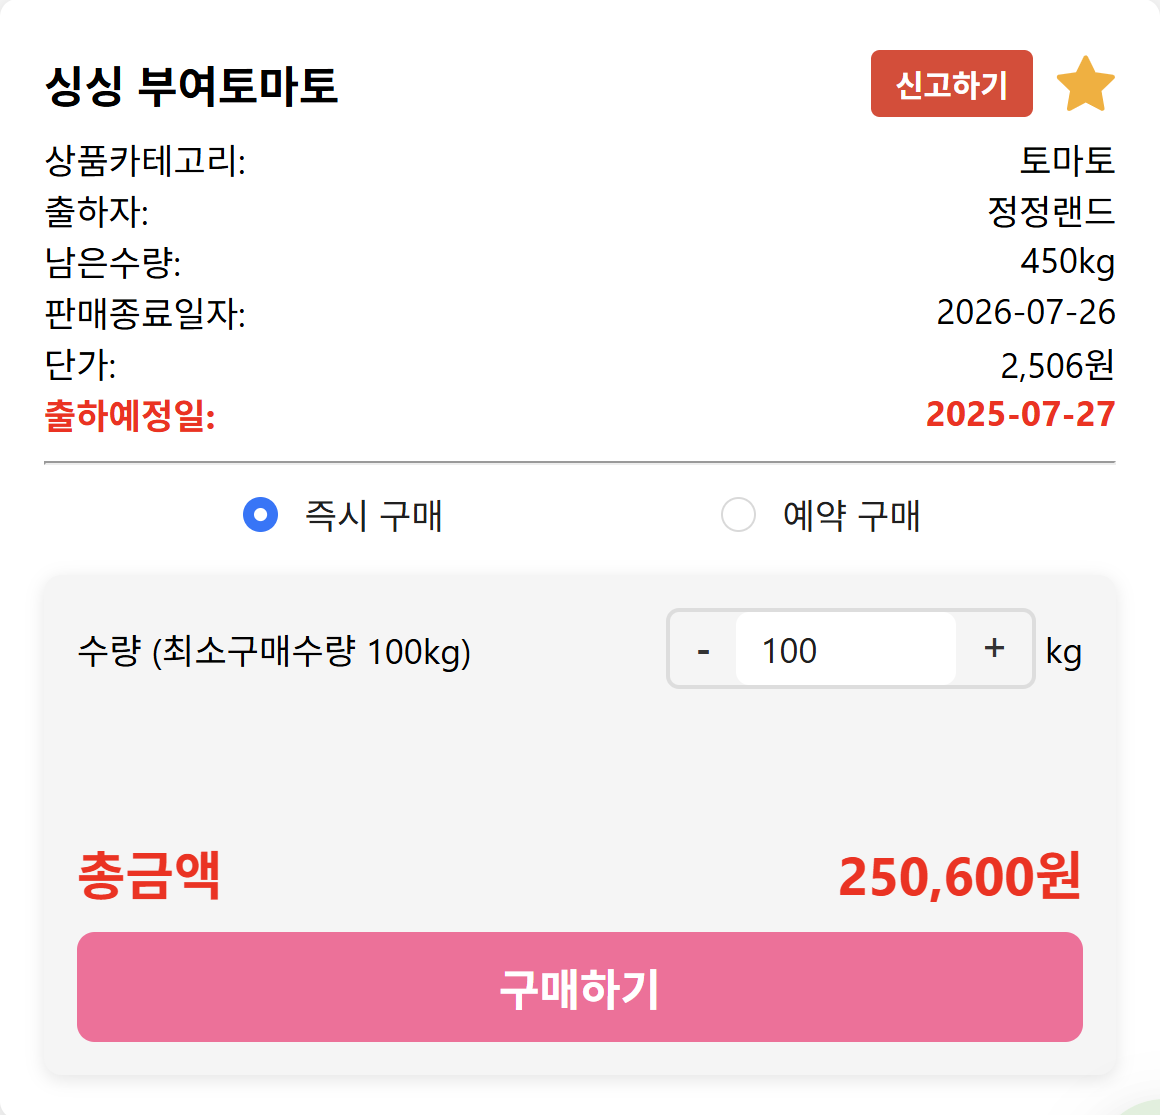 싱싱 부여토마토 신고하기
상품카테고리: 토마토
출하자: 정정랜드
남은수량: 450kg
판매종료일자: 2026-07-26
단가: 2,506원
출하예정일: 2025-07-27
즉시 구매 예약 구매
수량 (최소구매수량 100kg) - 100 + kg
총금액 250,600원
구매하기